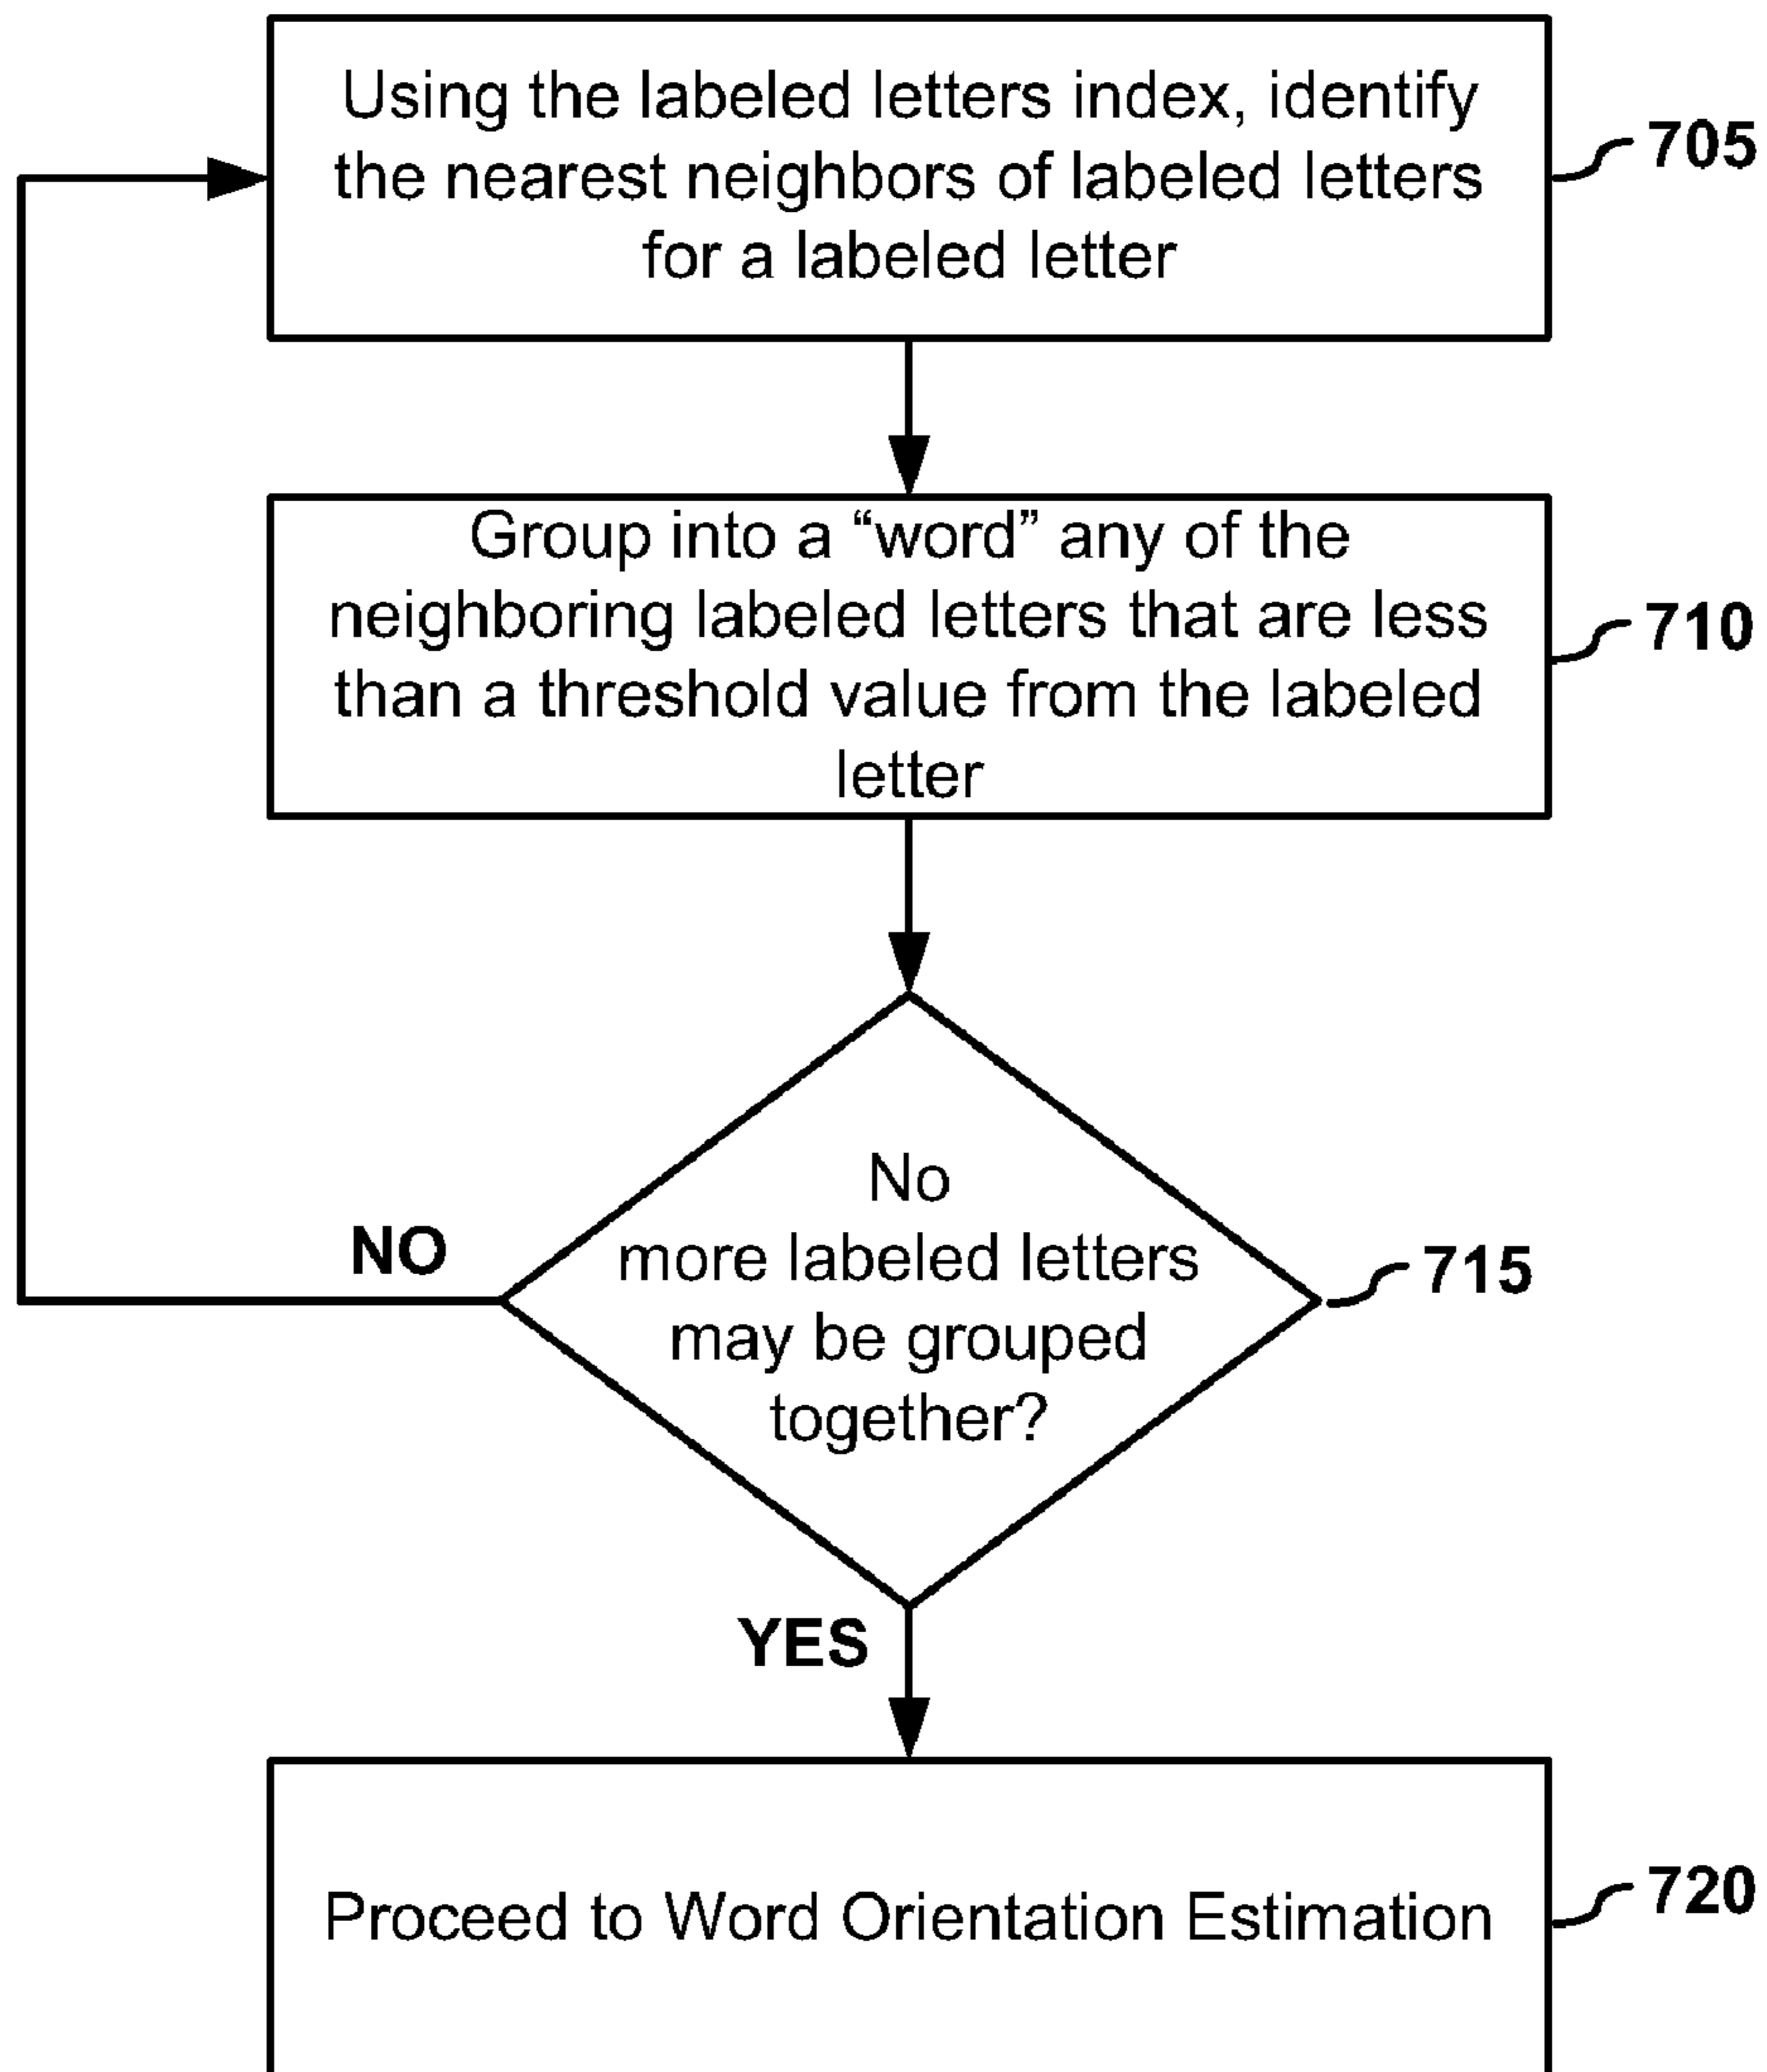 Using the labeled letters index, identify
the nearest neighbors of labeled letters
for a labeled letter
705
Group into a “word” any of the
neighboring labeled letters that are less
than a threshold value from the labeled
letter
710
No
more labeled letters
may be grouped
together?
NO
715
YES
Proceed to Word Orientation Estimation
720